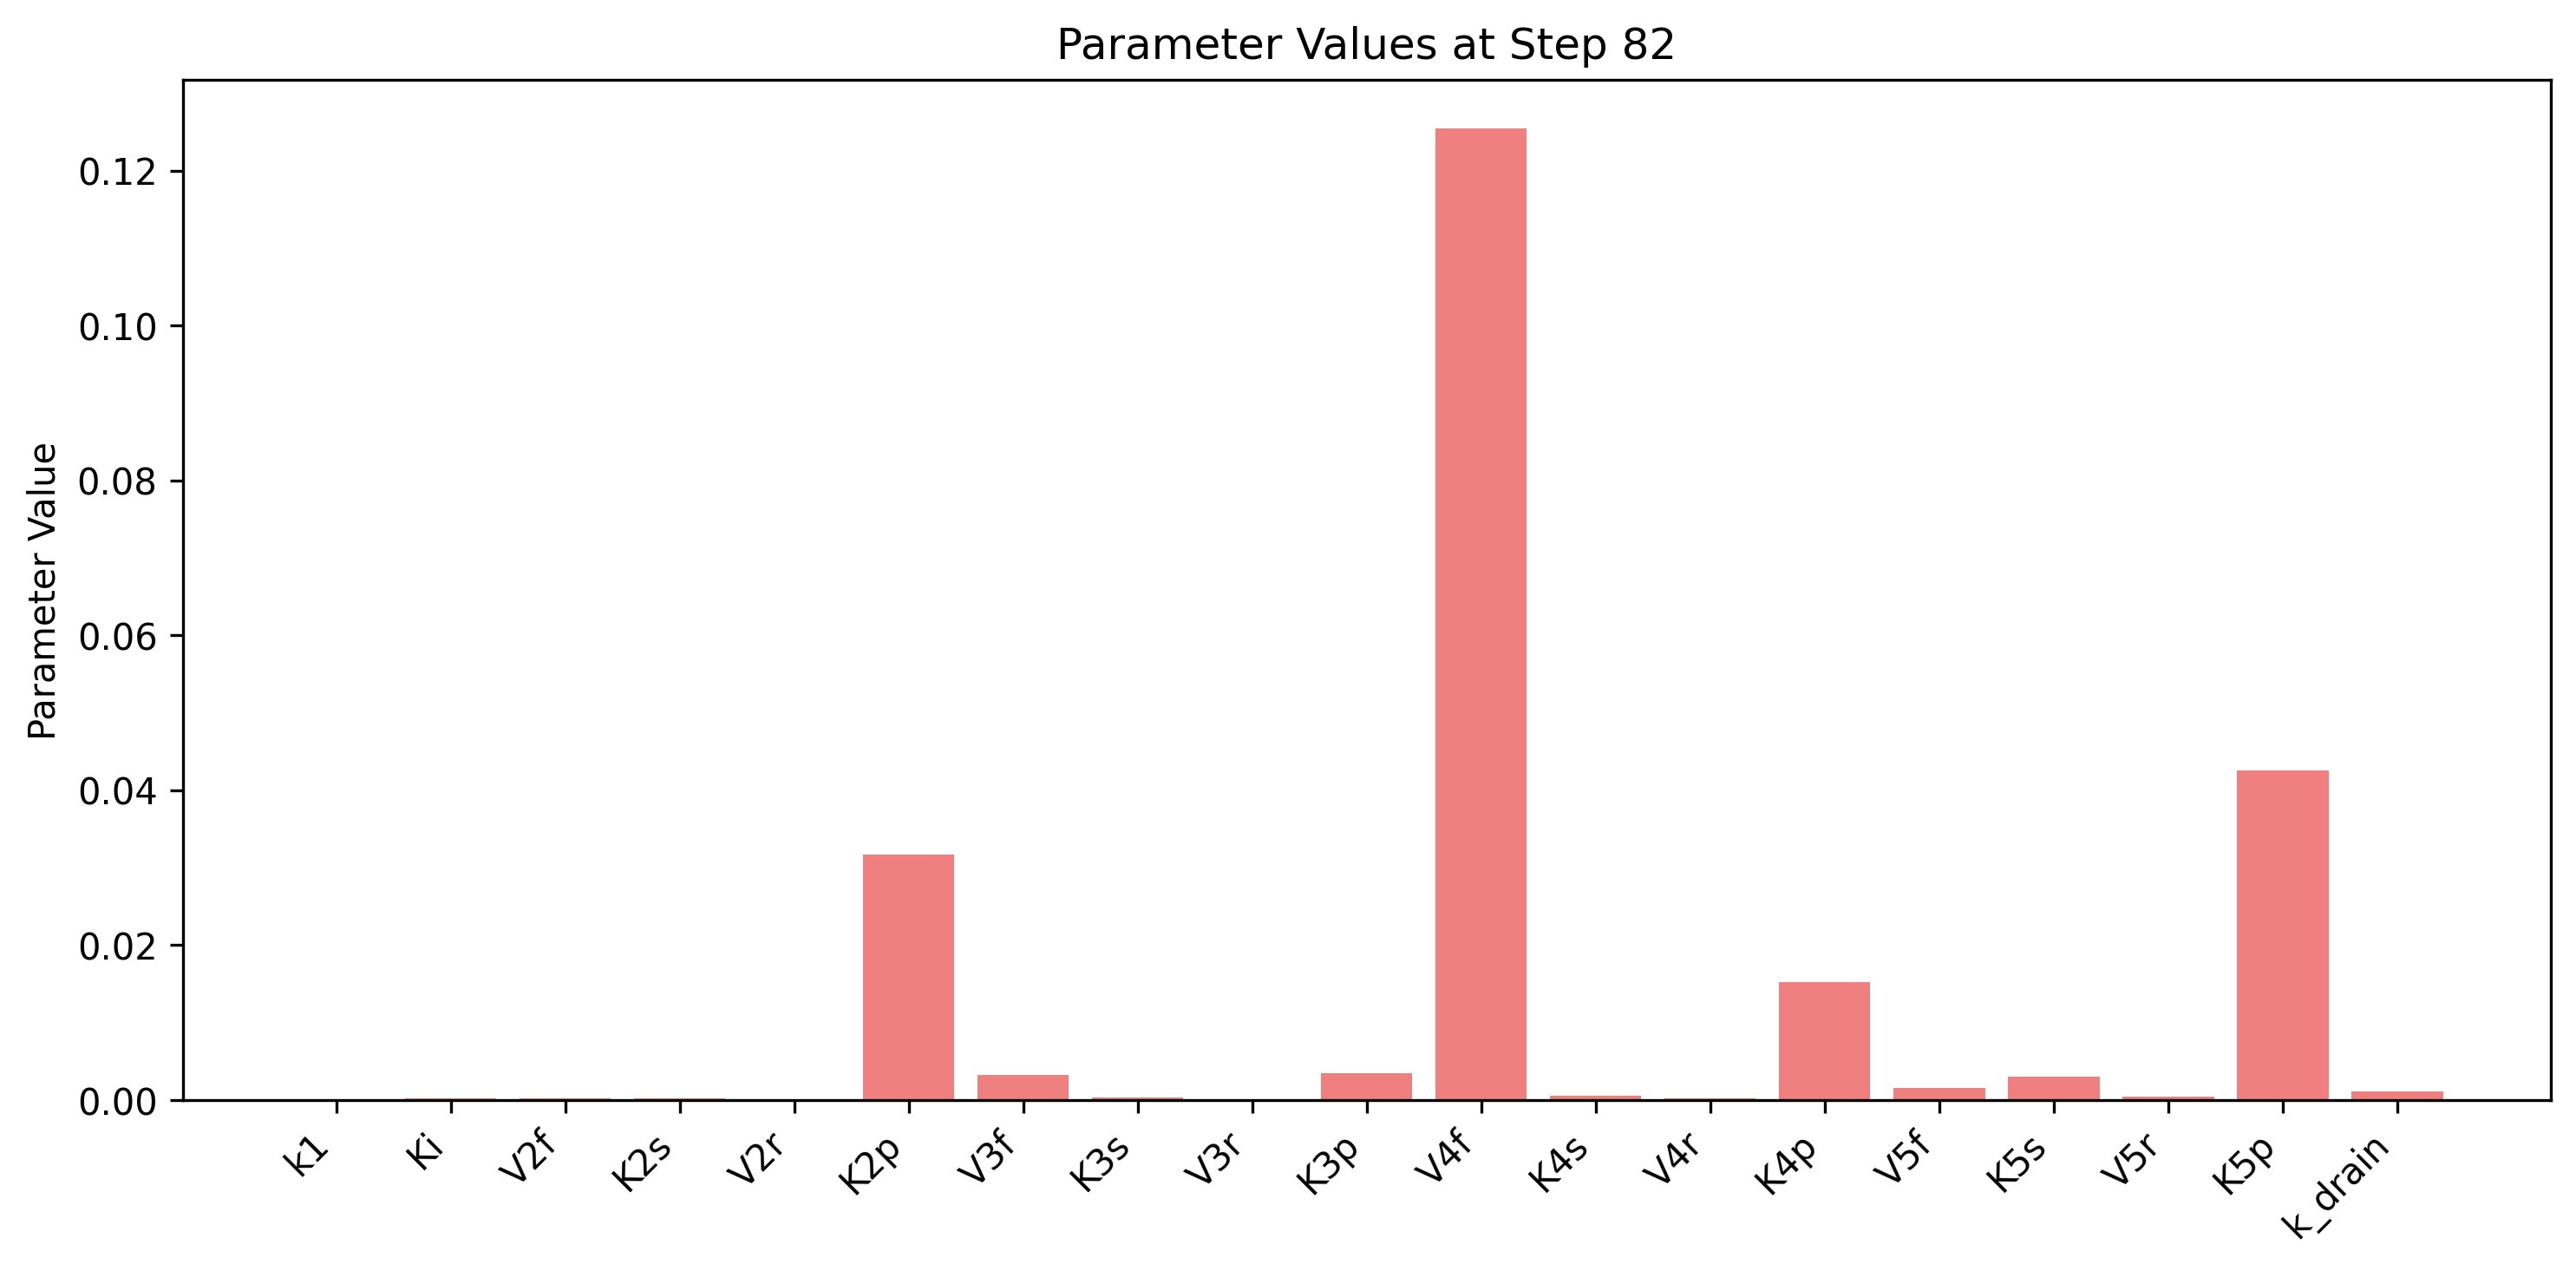 Parameter Values at Step 82
Parameter Value
0.12
0.10
0.08
0.06
0.04
0.02
0.00
k1
Ki
V2f
K2s
V2r
K2p
V3f
K3s
V3r
K3p
V4f
K4s
V4r
K4p
V5f
K5s
V5r
K5p
k_drain